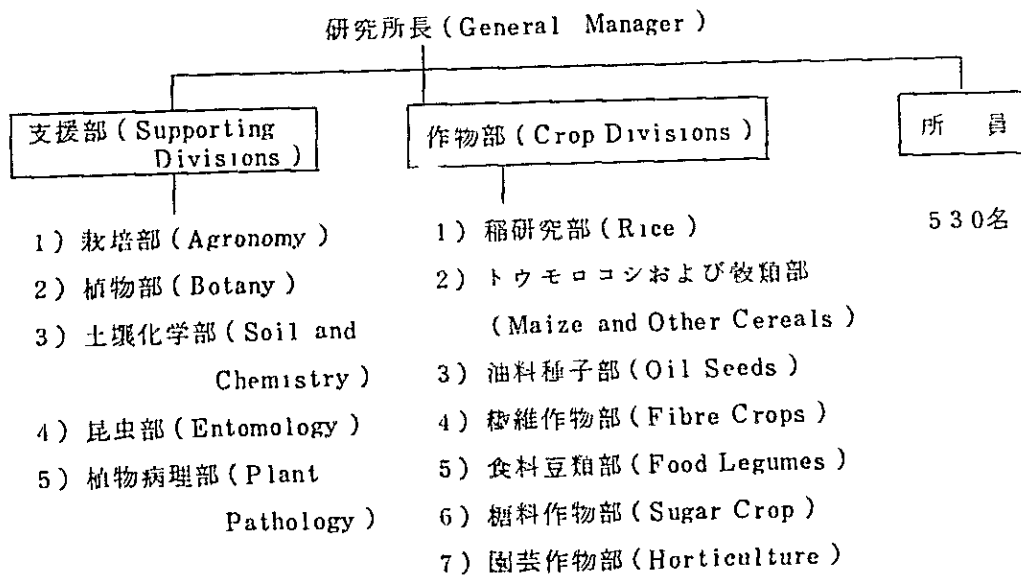 研究所長 (General Manager)
支援部 (Supporting
Divisions)
作物部 (Crop Divisions)
所 員
1) 栽培部 (Agronomy)
2) 植物部 (Botany)
3) 土壌化学部 (Soil and
Chemistry)
4) 昆虫部 (Entomology)
5) 植物病理部 (Plant
Pathology)
1) 稲研究部 (Rice)
2) トウモロコシおよび穀類部
(Maize and Other Cereals)
3) 油料種子部 (Oil Seeds)
4) 繊維作物部 (Fibre Crops)
5) 食料豆類部 (Food Legumes)
6) 糖料作物部 (Sugar Crop)
7) 園芸作物部 (Horticulture)
530名